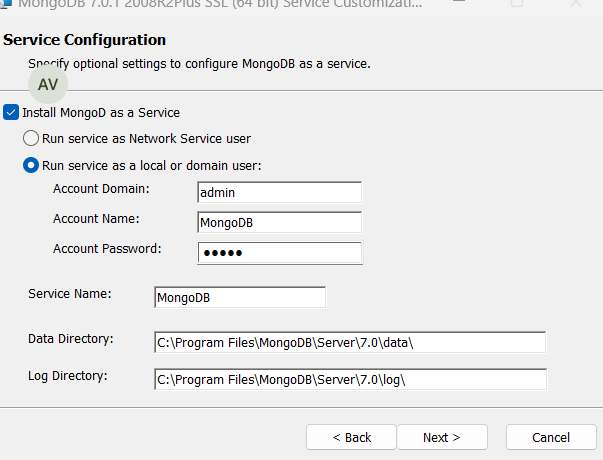 MongoDB 7.0.1 2008R2Plus SSL (64 bit) Service Customizati...
Service Configuration
Specify optional settings to configure MongoDB as a service.
AV
Install MongoD as a Service
Run service as Network Service user
Run service as a local or domain user:
Account Domain: admin
Account Name: MongoDB
Account Password: ●●●●●
Service Name: MongoDB
Data Directory: C:\Program Files\MongoDB\Server\7.0\data\
Log Directory: C:\Program Files\MongoDB\Server\7.0\log\
< Back Next > Cancel